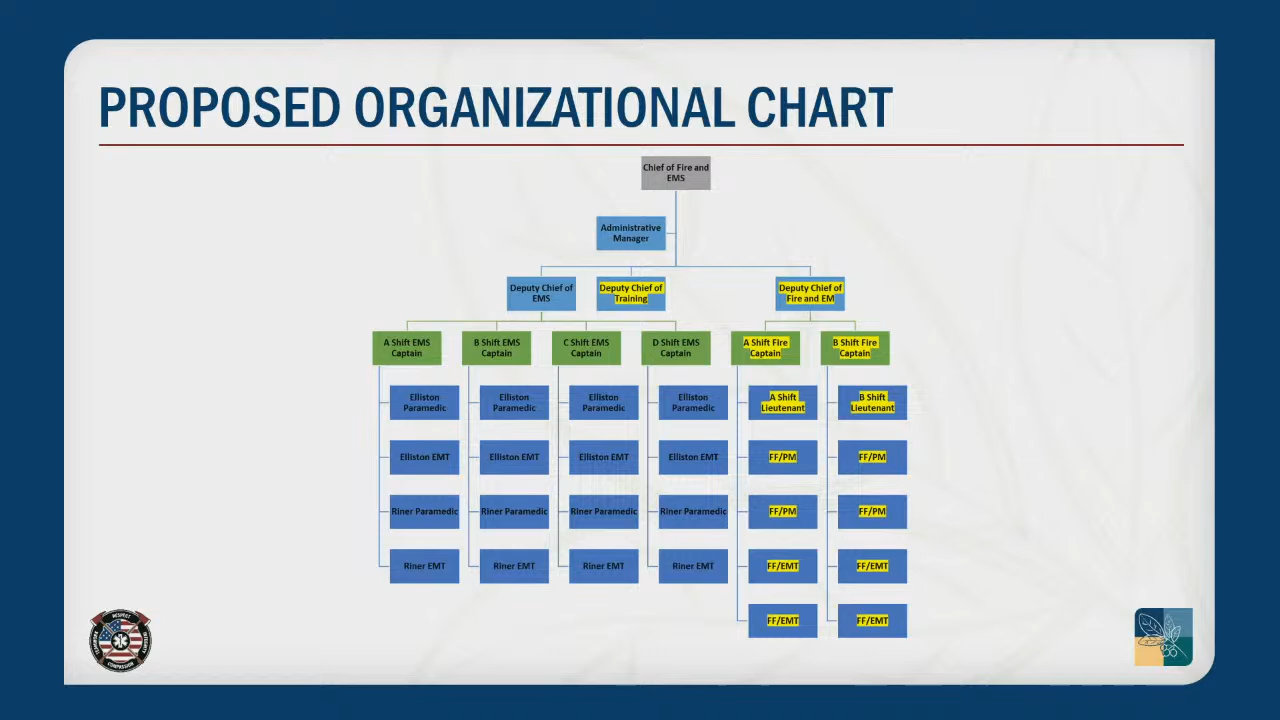 PROPOSED ORGANIZATIONAL CHART
Chief of Fire and
EMS
Administrative
Manager
Deputy Chief of
EMS
Deputy Chief of
Training
Deputy Chief of
Fire and EM
A Shift EMS
Captain
B Shift EMS
Captain
C Shift EMS
Captain
D Shift EMS
Captain
A Shift Fire
Captain
B Shift Fire
Captain
Elliston
Paramedic
Elliston
Paramedic
Elliston
Paramedic
Elliston
Paramedic
A Shift
Lieutenant
B Shift
Lieutenant
Elliston EMT
Elliston EMT
Elliston EMT
Elliston EMT
FF/PM
FF/PM
Riner Paramedic
Riner Paramedic
Riner Paramedic
Riner Paramedic
FF/PM
FF/PM
Riner EMT
Riner EMT
Riner EMT
Riner EMT
FF/EMT
FF/EMT
FF/EMT
FF/EMT
RESPECT
INTEGRITY
COMPASSION